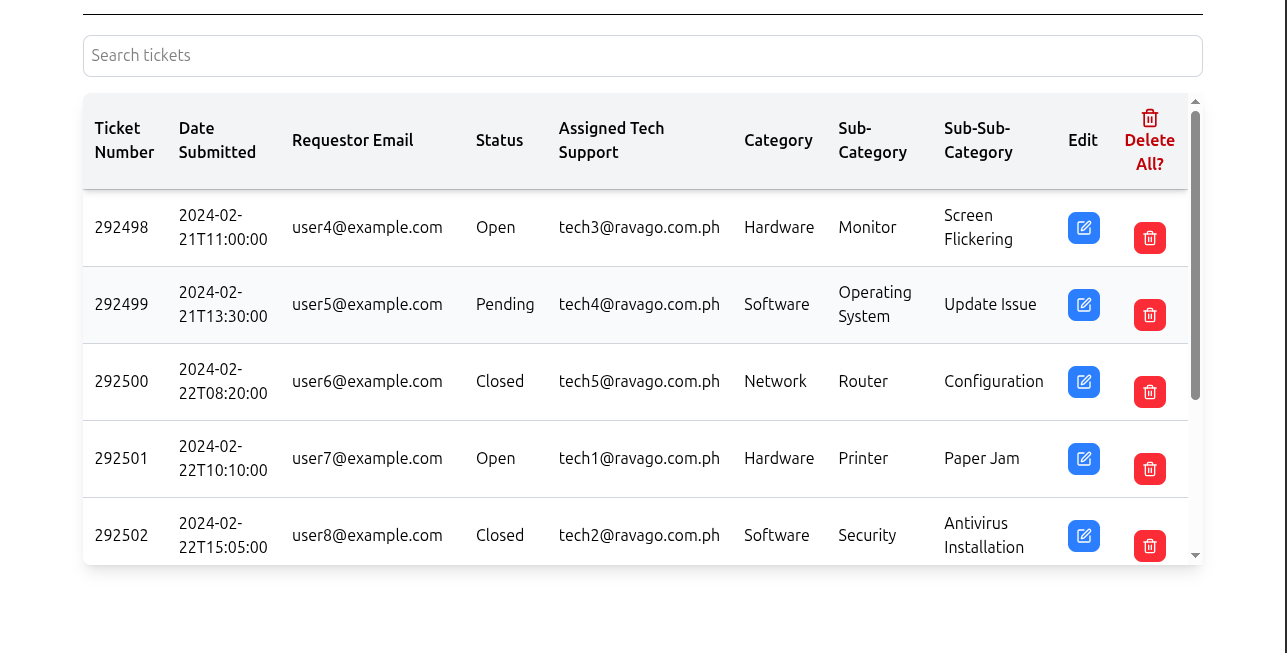 Search tickets
Ticket Number Date Submitted Requestor Email Status Assigned Tech Support Category Sub-Category Sub-Sub-Category Edit Delete All?
292498 2024-02-21T11:00:00 user4@example.com Open tech3@ravago.com.ph Hardware Monitor Screen Flickering
292499 2024-02-21T13:30:00 user5@example.com Pending tech4@ravago.com.ph Software Operating System Update Issue
292500 2024-02-22T08:20:00 user6@example.com Closed tech5@ravago.com.ph Network Router Configuration
292501 2024-02-22T10:10:00 user7@example.com Open tech1@ravago.com.ph Hardware Printer Paper Jam
292502 2024-02-22T15:05:00 user8@example.com Closed tech2@ravago.com.ph Software Security Antivirus Installation